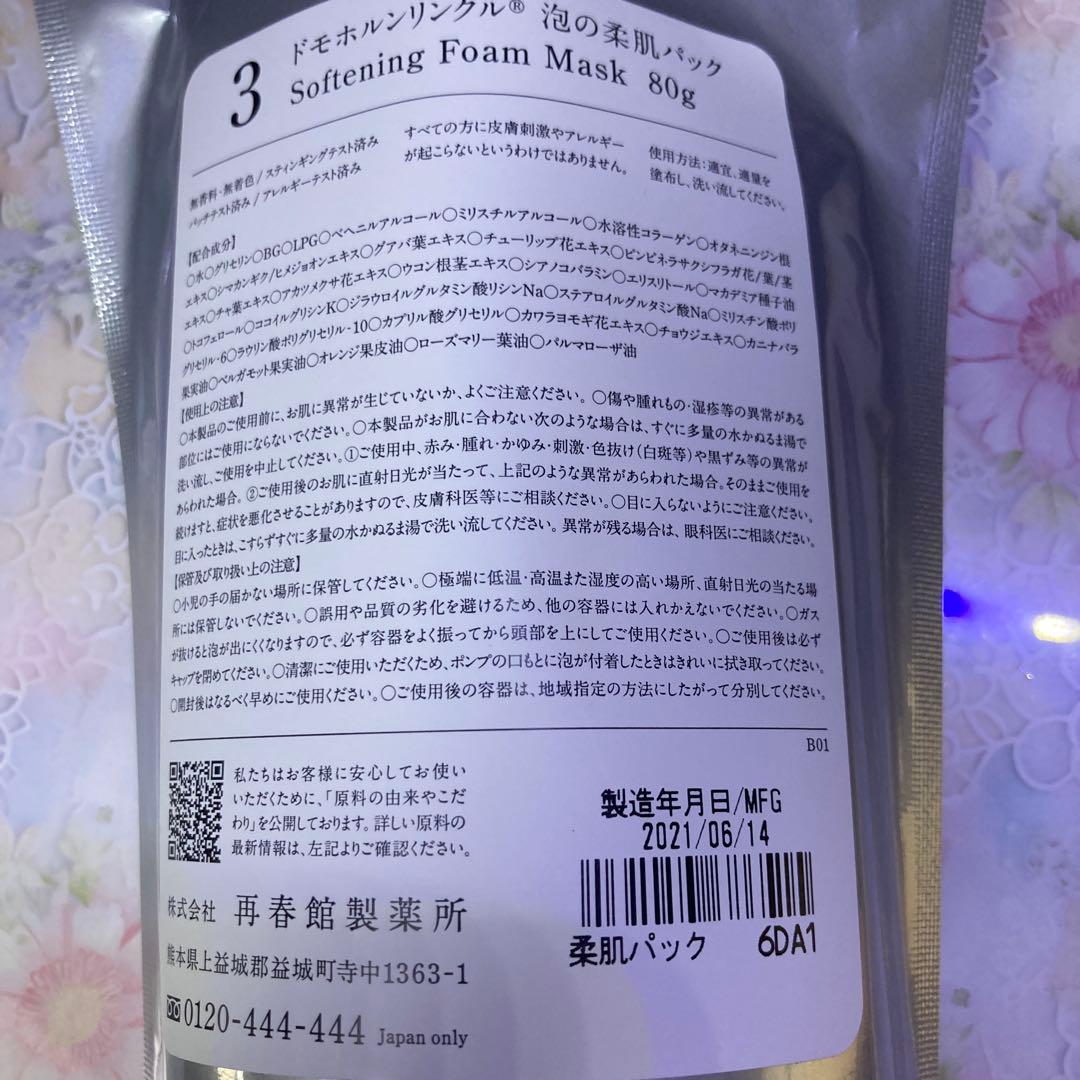 3
ドモホルンリンクル® 泡の柔肌パック
Softening Foam Mask 80g
無香料・無着色 / スティンギングテスト済み
パッチテスト済み / アレルギーテスト済み
すべての方に皮膚刺激やアレルギー
が起こらないというわけではありません。
使用方法:適宜、適量を
塗布し、洗い流してください。
【配合成分】
○水○グリセリン○BG○LPG○ベヘニルアルコール○ミリスチルアルコール○水溶性コラーゲン○オタネニンジン根
エキス○シマカンギク/ヒメジョオンエキス○グアバ葉エキス○チューリップ花エキス○ピンピネラサキシフラガ花/葉/茎
エキス○チャ葉エキス○アカツメクサ花エキス○ウコン根茎エキス○シアノコバラミン○エリスリトール○マカデミア種子油
○トコフェロール○ココイルグリシンK○ジラウロイルグルタミン酸リシンNa○ステアロイルグルタミン酸Na○ミリスチン酸ポリ
グリセリル-6○ラウリン酸ポリグリセリル-10○カプリル酸グリセリル○カワラヨモギ花エキス○チョウジエキス○カニナバラ
果実油○ベルガモット果実油○オレンジ果皮油○ローズマリー葉油○パルマローザ油
【使用上の注意】
○本製品のご使用前に、お肌に異常が生じていないか、よくご注意ください。○傷や腫れもの・湿疹等の異常がある
部位にはご使用にならないでください。○本製品がお肌に合わない次のような場合は、すぐに多量の水かぬるま湯で
洗い流し、ご使用を中止してください。①ご使用中、赤み・腫れ・かゆみ・刺激・色抜け(白斑等)や黒ずみ等の異常が
あらわれた場合。②ご使用後のお肌に直射日光が当たって、上記のような異常があらわれた場合。そのままご使用を
続けますと、症状を悪化させることがありますので、皮膚科医等にご相談ください。○目に入らないようにご注意ください。
目に入ったときは、こすらずすぐに多量の水かぬるま湯で洗い流してください。異常が残る場合は、眼科医にご相談ください。
【保管及び取り扱い上の注意】
○小児の手の届かない場所に保管してください。○極端に低温・高温また湿度の高い場所、直射日光の当たる場
所には保管しないでください。○誤用や品質の劣化を避けるため、他の容器には入れかえないでください。○ガス
が抜けると泡が出にくくなりますので、必ず容器をよく振ってから頭部を上にしてご使用ください。○ご使用後は必ず
キャップを閉めてください。○清潔にご使用いただくため、ポンプの口もとに泡が付着したときはきれいに拭き取ってください。
○開封後はなるべく早めにご使用ください。○ご使用後の容器は、地域指定の方法にしたがって分別してください。
B01
私たちはお客様に安心してお使い
いただくために、「原料の由来やこだ
わり」を公開しております。詳しい原料の
最新情報は、左記よりご確認ください。
製造年月日/MFG
2021/06/14
柔肌パック 6DA1
株式会社 再春館製薬所
熊本県上益城郡益城町寺中1363-1
0120-444-444 Japan only